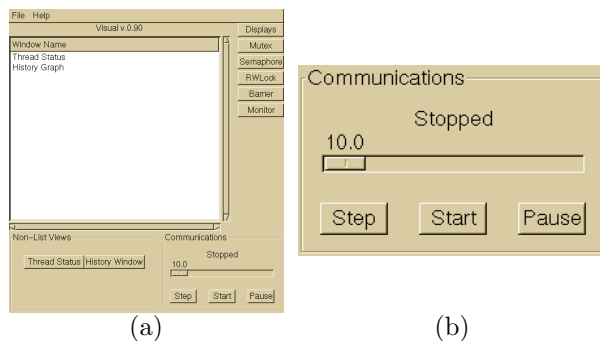 File Help
Visual v.0.90
Displays
Window Name
Mutex
Thread Status
Semaphore
History Graph
RWLock
Barrier
Monitor
Non-List Views
Communications
Stopped
10.0
Thread Status History Window
Step Start Pause
(a)
Communications
Stopped
10.0
Step Start Pause
(b)